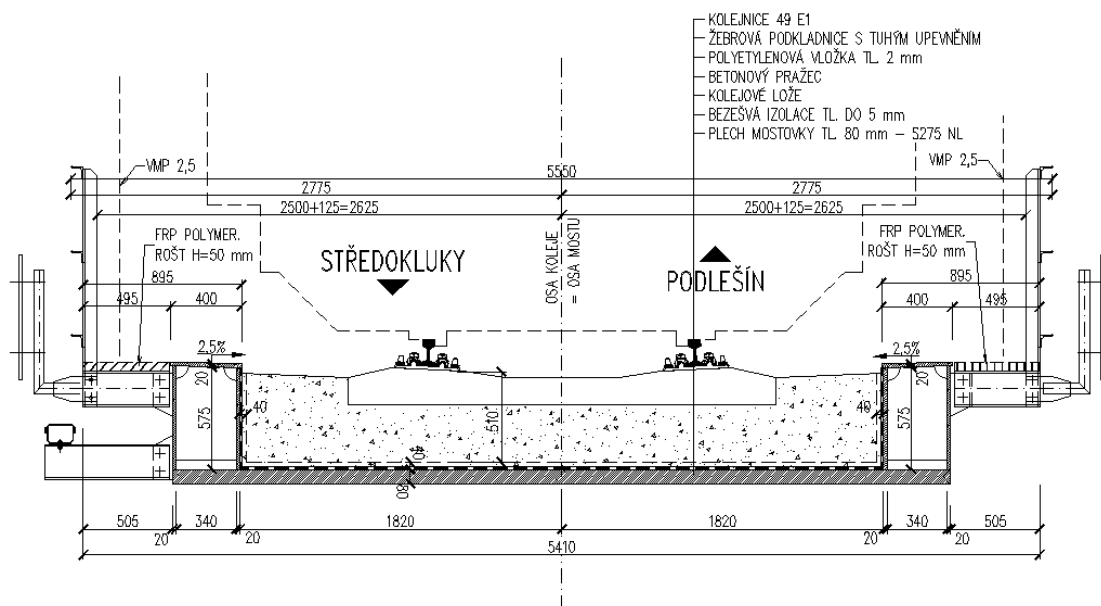 KOLEJNICE 49 E1
ŽEBROVÁ PODKLADNICE S TUHÝM UPEVNĚNÍM
POLYETYLENOVÁ VLOŽKA TL. 2 mm
BETONOVÝ PRAŽEC
KOLEJOVÉ LOŽE
BEZEŠVÁ IZOLACE TL. DO 5 mm
PLECH MOSTOVKY TL. 80 mm – S275 NL
VMP 2,5
VMP 2,5
5550
2775
2775
2500+125=2625
2500+125=2625
FRP POLYMER.
ROŠT H=50 mm
FRP POLYMER.
ROŠT H=50 mm
STŘEDOKLUKY
OSA KOLEJE
= OSA MOSTU
PODLEŠÍN
895
895
495
400
400
495
2,5%
2,5%
20
20
575
575
40
40
510
40
80
505
340
1820
1820
340
505
20
20
20
20
5410